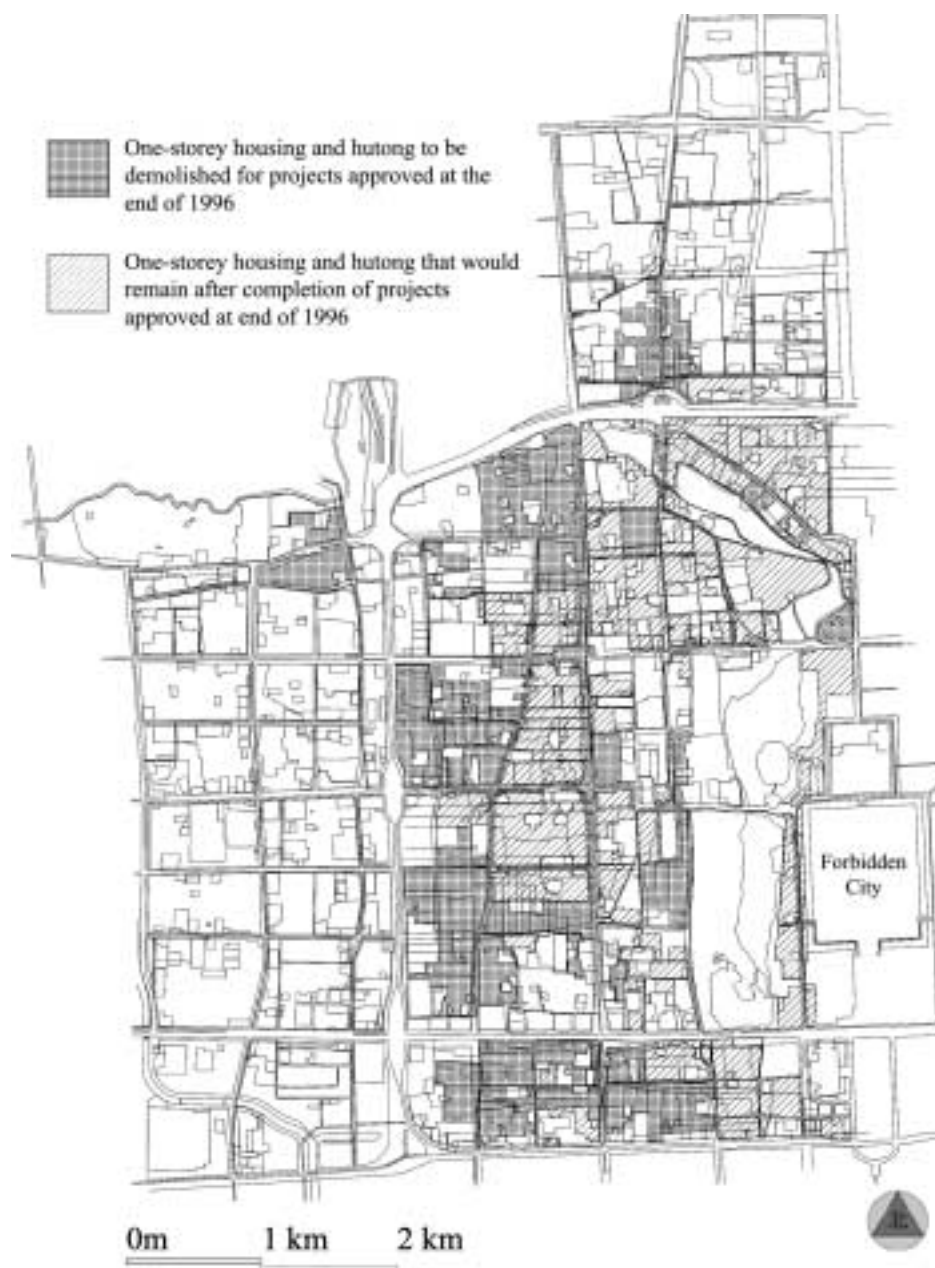 One-storey housing and hutong to be
demolished for projects approved at the
end of 1996
One-storey housing and hutong that would
remain after completion of projects
approved at end of 1996
Forbidden
City
0m 1 km 2 km
北